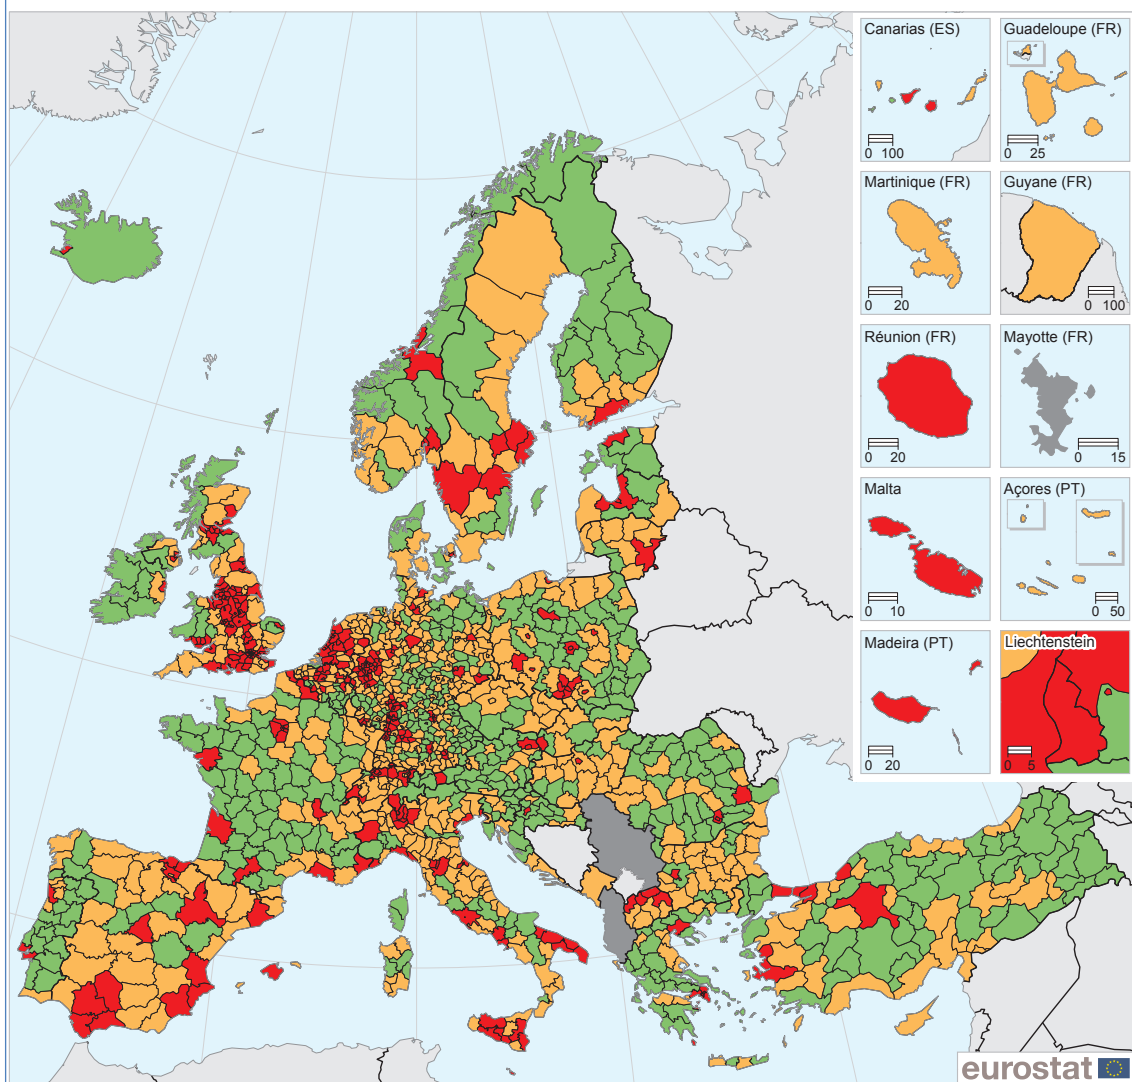 Canarias (ES)
0 100
Guadeloupe (FR)
0 25
Martinique (FR)
0 20
Guyane (FR)
0 100
Réunion (FR)
0 20
Mayotte (FR)
0 15
Malta
0 10
Açores (PT)
0 50
Madeira (PT)
0 20
Liechtenstein
0 5
eurostat